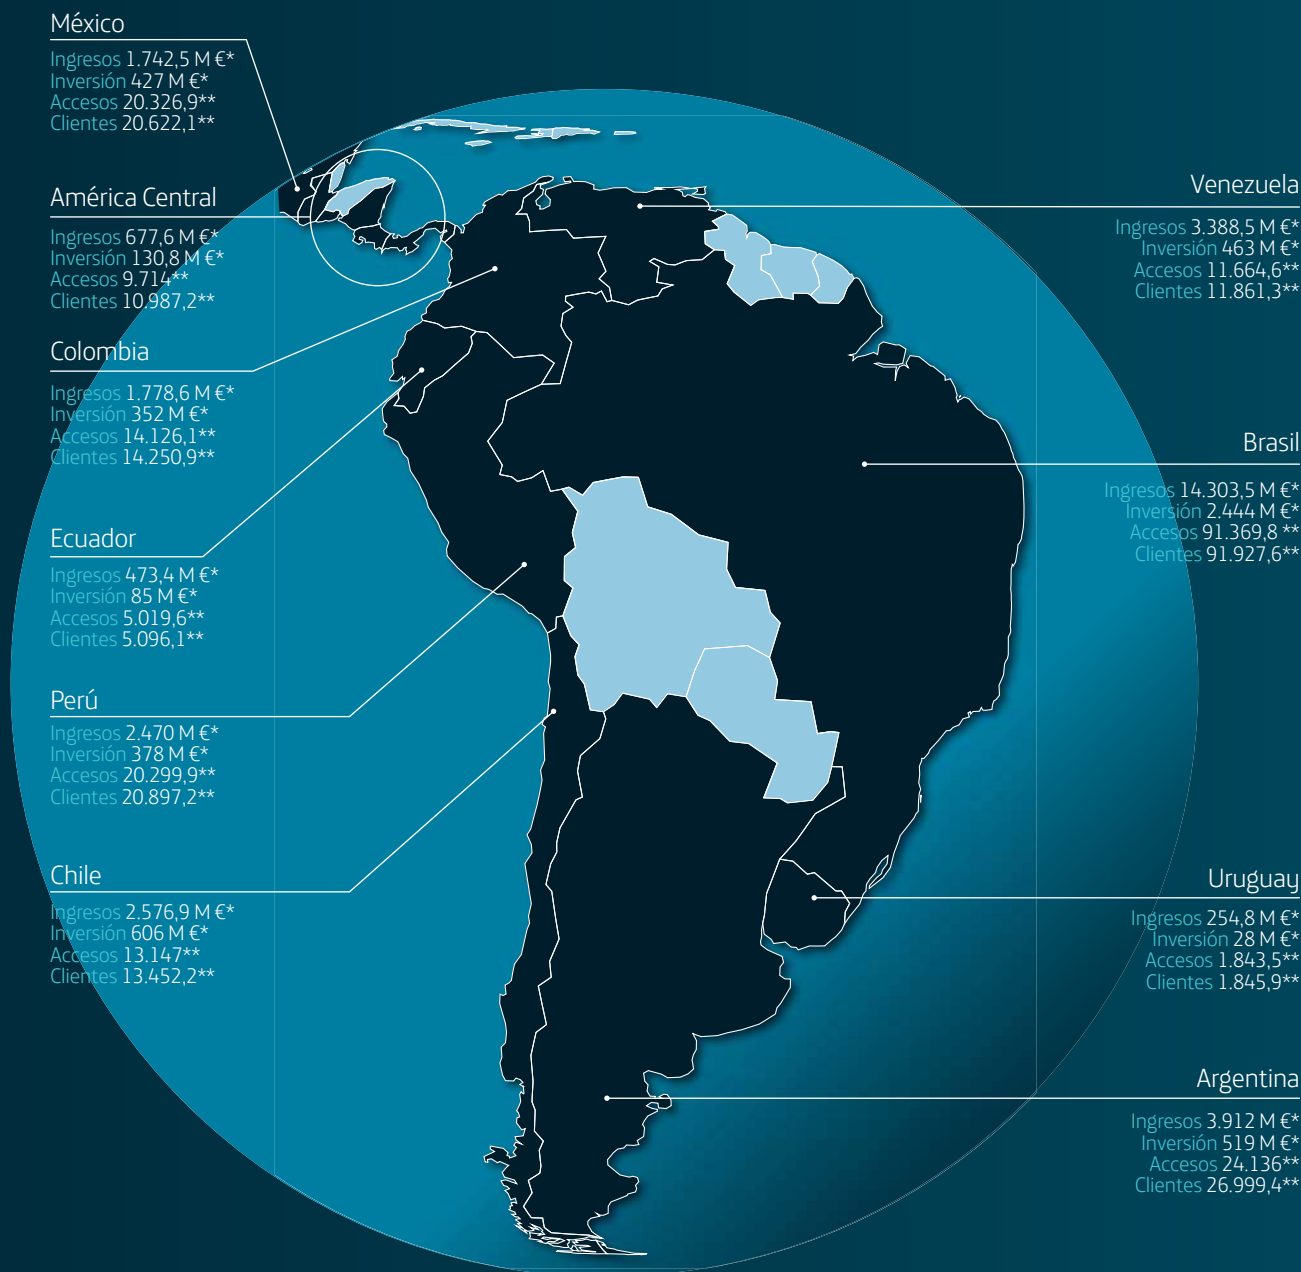 México
Ingresos 1.742,5 M €*
Inversión 427 M €*
Accesos 20.326,9**
Clientes 20.622,1**
América Central
Ingresos 677,6 M €*
Inversión 130,8 M €*
Accesos 9.714**
Clientes 10.987,2**
Colombia
Ingresos 1.778,6 M €*
Inversión 352 M €*
Accesos 14.126,1**
Clientes 14.250,9**
Ecuador
Ingresos 473,4 M €*
Inversión 85 M €*
Accesos 5.019,6**
Clientes 5.096,1**
Perú
Ingresos 2.470 M €*
Inversión 378 M €*
Accesos 20.299,9**
Clientes 20.897,2**
Chile
Ingresos 2.576,9 M €*
Inversión 606 M €*
Accesos 13.147**
Clientes 13.452,2**
Venezuela
Ingresos 3.388,5 M €*
Inversión 463 M €*
Accesos 11.664,6**
Clientes 11.861,3**
Brasil
Ingresos 14.303,5 M €*
Inversión 2.444 M €*
Accesos 91.369,8 **
Clientes 91.927,6**
Uruguay
Ingresos 254,8 M €*
Inversión 28 M €*
Accesos 1.843,5**
Clientes 1.845,9**
Argentina
Ingresos 3.912 M €*
Inversión 519 M €*
Accesos 24.136**
Clientes 26.999,4**